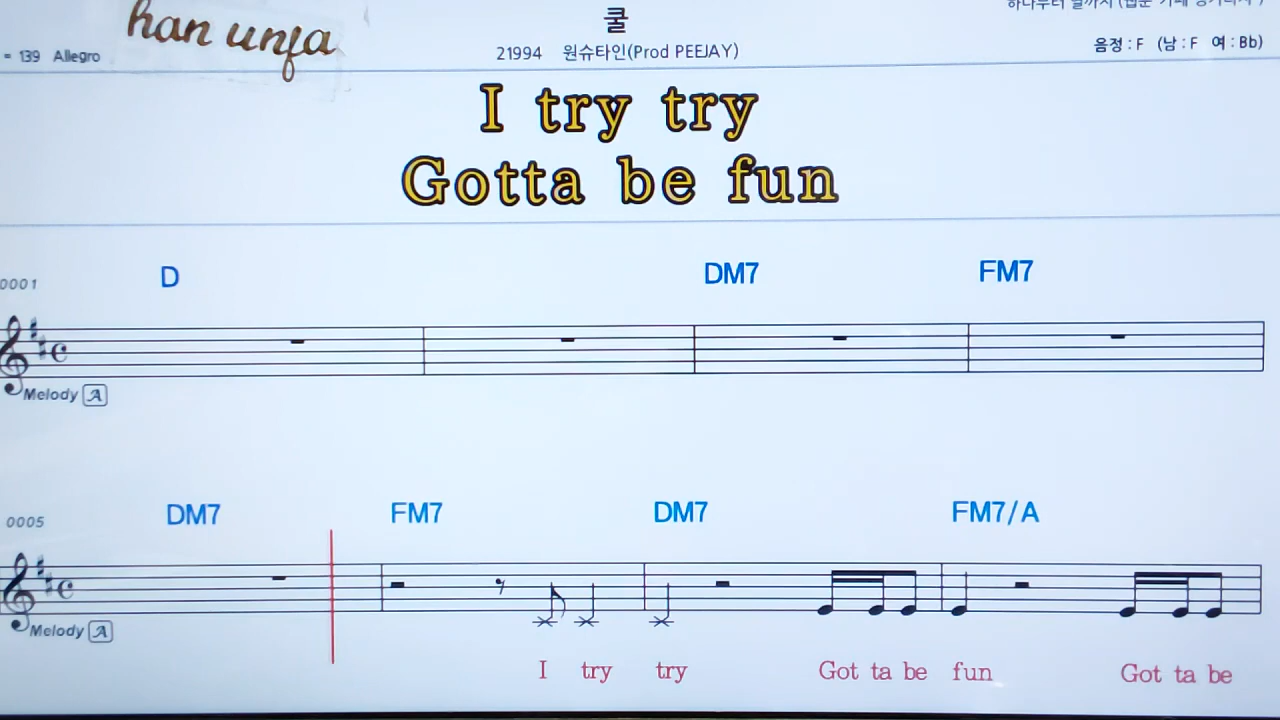 han unfa
쿨
= 139 Allegro
21994 원슈타인(Prod PEEJAY)
음정 : F (남 : F 여 : Bb)
I try try
Gotta be fun
0001
D DM7 FM7
Melody A
0005
DM7 FM7 DM7 FM7/A
Melody A
I try try Got ta be fun Got ta be